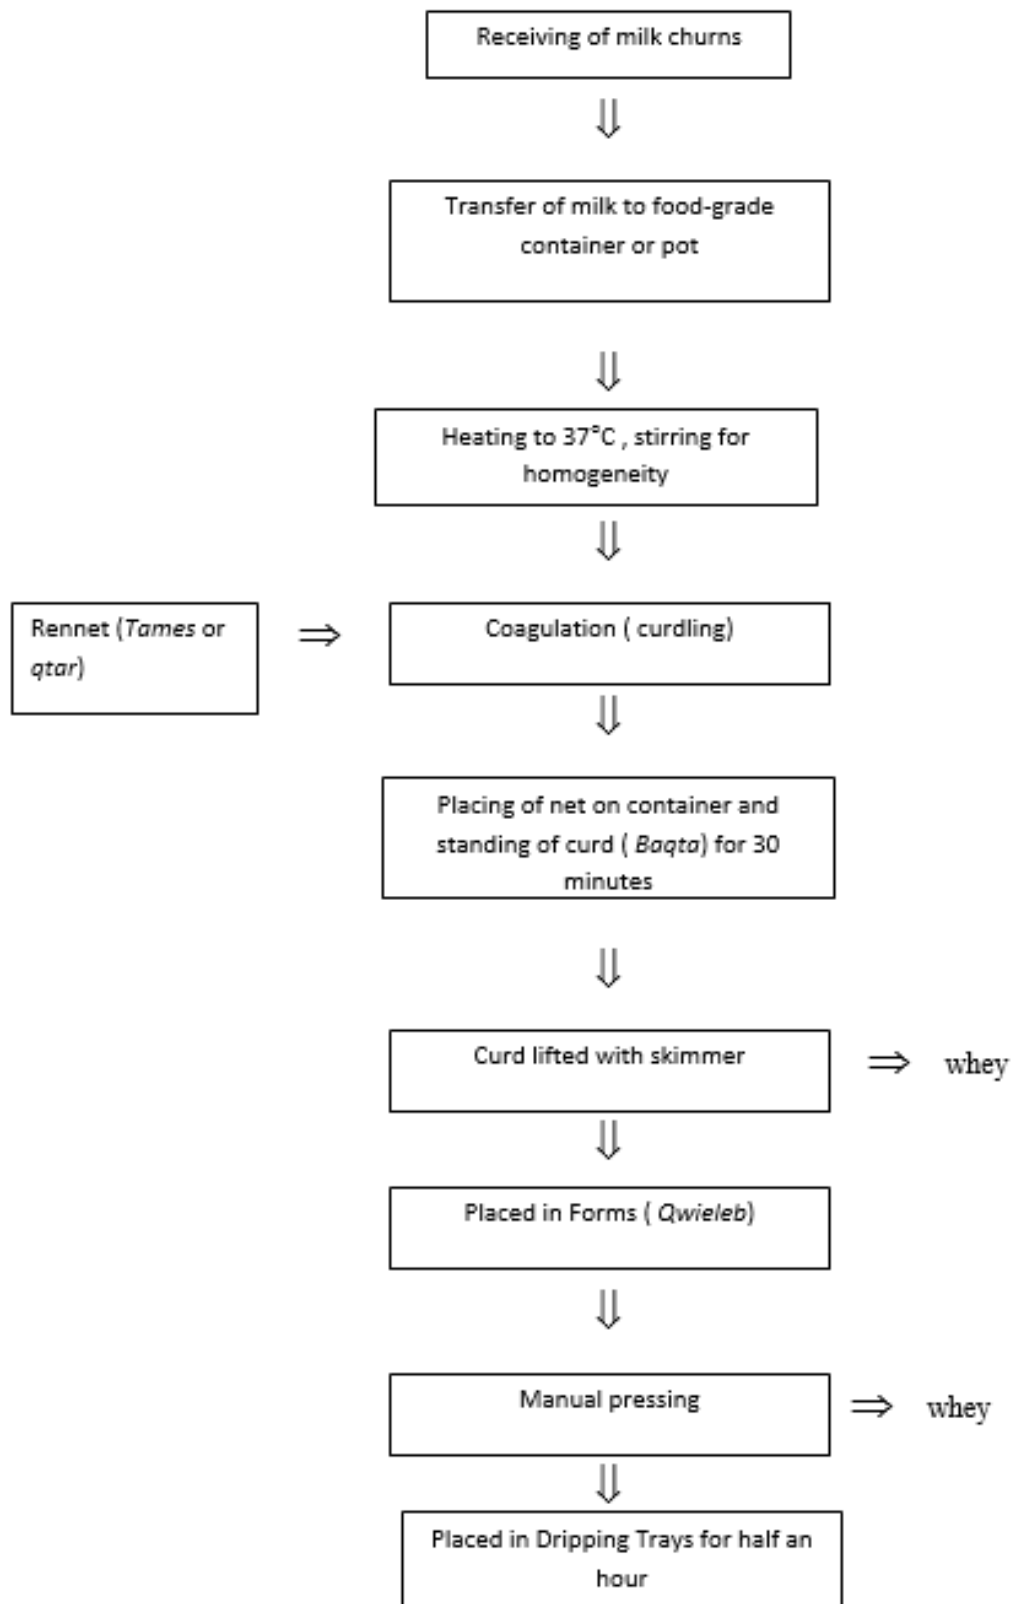 Receiving of milk churns
Transfer of milk to food-grade
container or pot
Heating to 37°C , stirring for
homogeneity
Rennet (Tames or
qtar)
Coagulation ( curdling)
Placing of net on container and
standing of curd ( Baqta) for 30
minutes
Curd lifted with skimmer
whey
Placed in Forms ( Qwieleb)
Manual pressing
whey
Placed in Dripping Trays for half an
hour